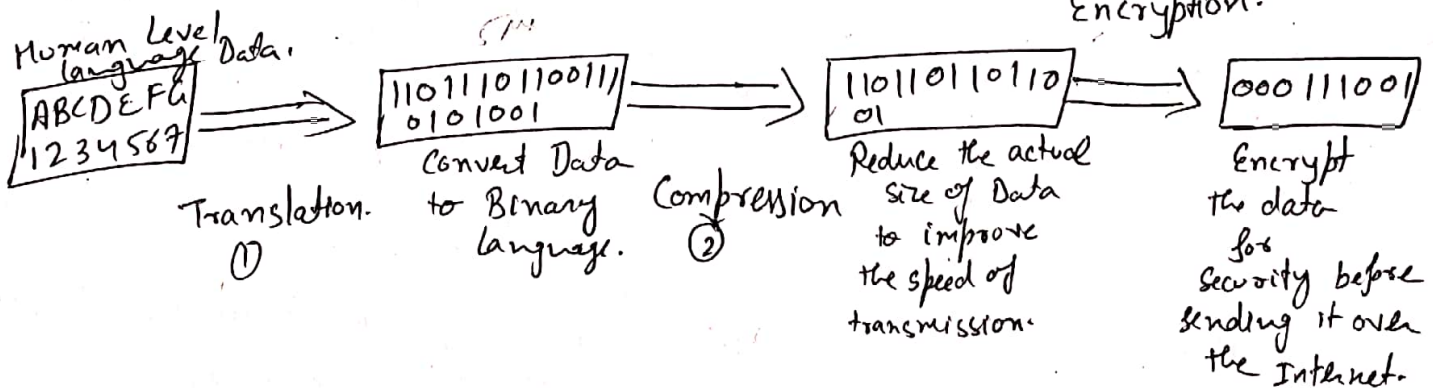 Encryption.
Human Level
language Data.
ABCDEFG
1234567
Translation.
①
11011101100111
0101001
Convert Data
to Binary
language.
Compression
②
110110110110
01
Reduce the actual
size of Data
to improve
the speed of
transmission.
000111001
Encrypt
the data
for
Security before
sending it over
the Internet.